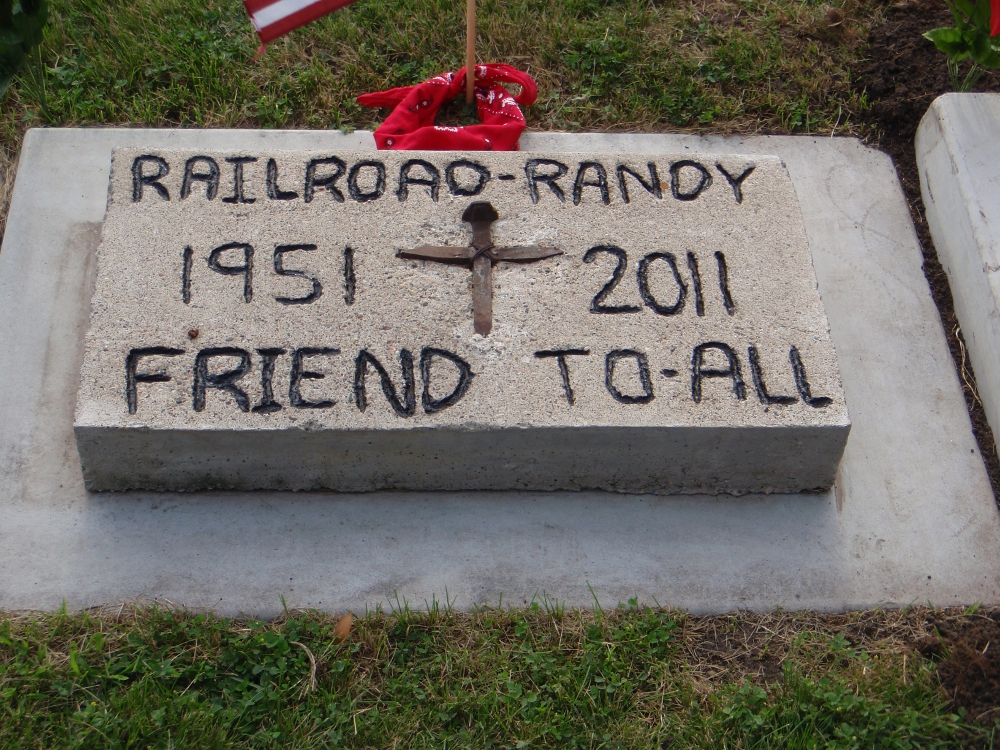 RAILROAD-RANDY
1951 2011
FRIEND TO-ALL